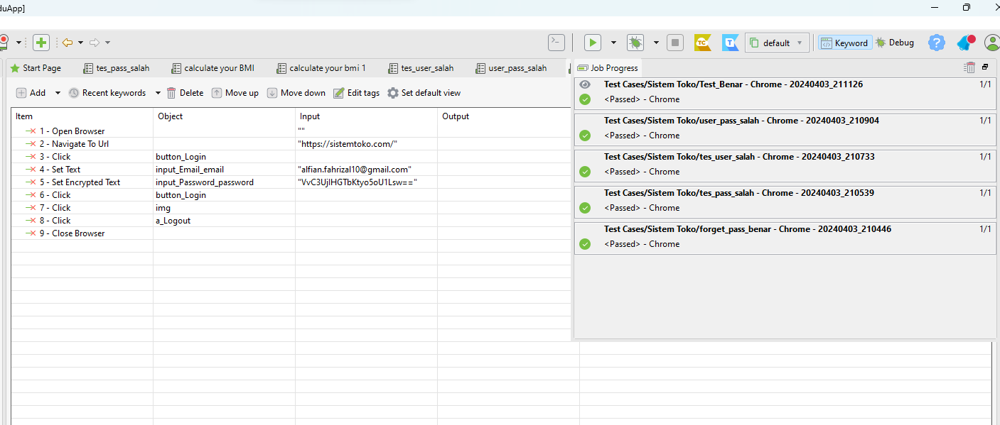 duApp]
default
Keyword
Debug
Start Page
tes_pass_salah
calculate your BMI
calculate your bmi 1
tes_user_salah
user_pass_salah
Job Progress
Add
Recent keywords
Delete
Move up
Move down
Edit tags
Set default view
Item Object Input Output
1 - Open Browser ""
2 - Navigate To Url "https://sistemtoko.com/"
3 - Click button_Login
4 - Set Text input_Email_email "alfian.fahrizal10@gmail.com"
5 - Set Encrypted Text input_Password_password
6 - Click button_Login
7 - Click img
8 - Click a_Logout
9 - Close Browser
Test Cases/Sistem Toko/Test_Benar - Chrome - 20240403_211126 1/1
<Passed> - Chrome
Test Cases/Sistem Toko/user_pass_salah - Chrome - 20240403_210904 1/1
<Passed> - Chrome
Test Cases/Sistem Toko/tes_user_salah - Chrome - 20240403_210733 1/1
<Passed> - Chrome
Test Cases/Sistem Toko/tes_pass_salah - Chrome - 20240403_210539 1/1
<Passed> - Chrome
Test Cases/Sistem Toko/forget_pass_benar - Chrome - 20240403_210446 1/1
<Passed> - Chrome